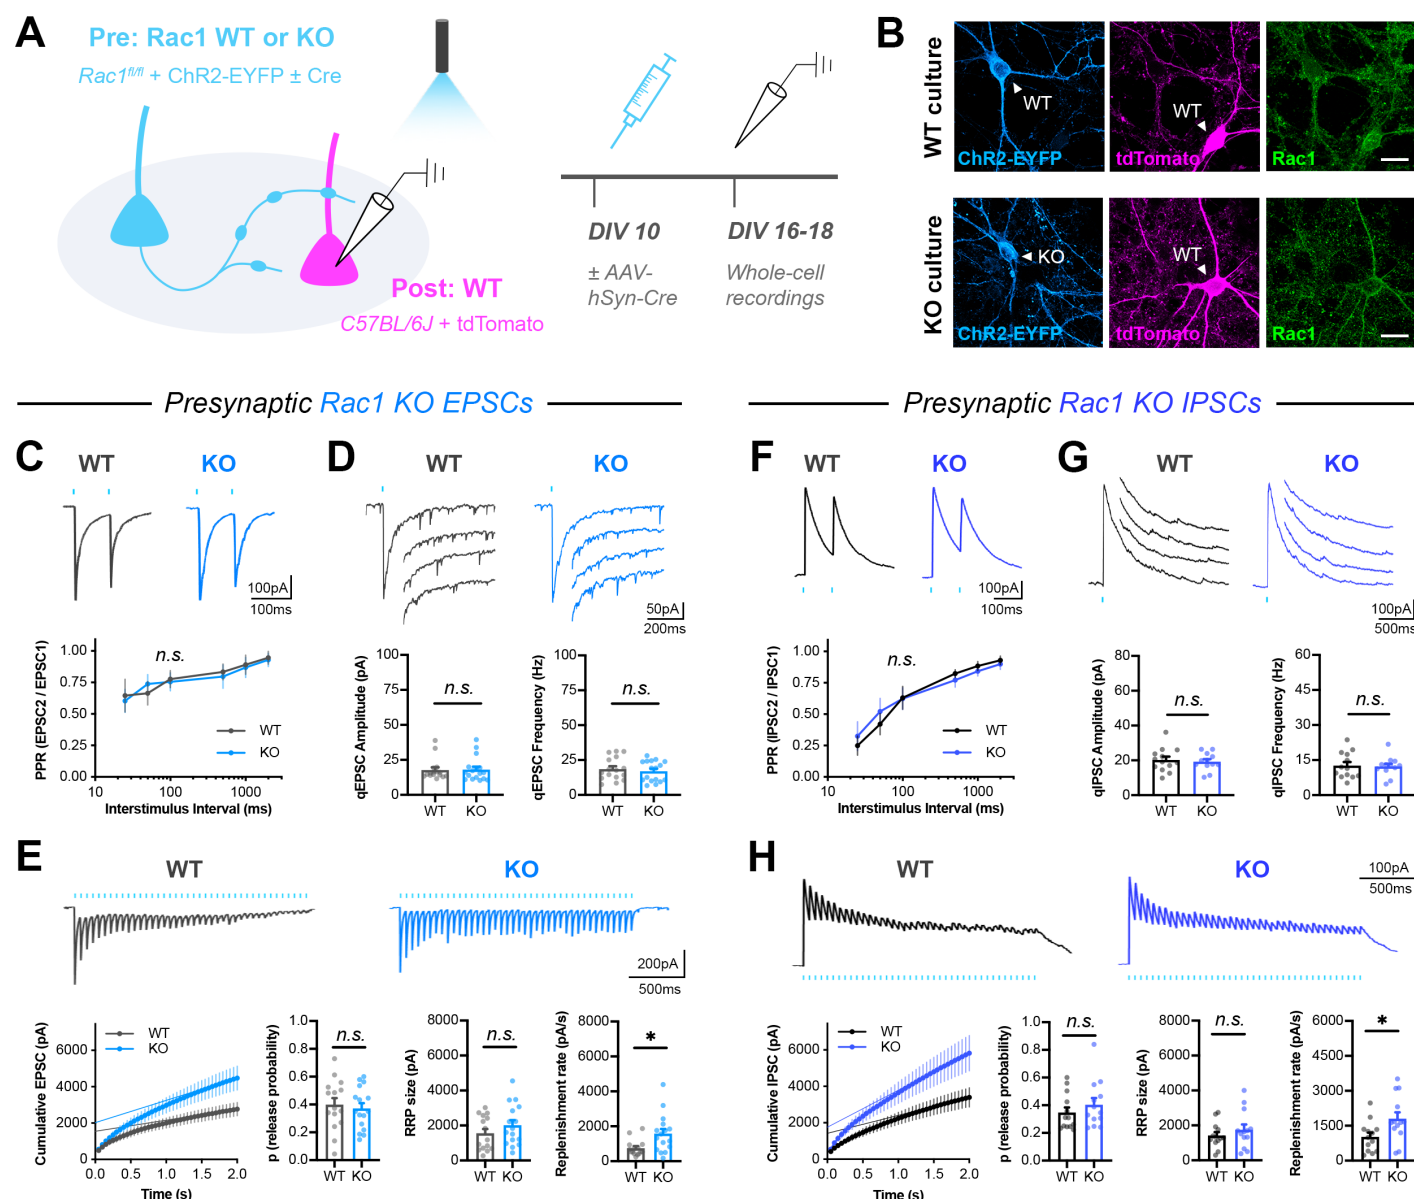 A
Pre: Rac1 WT or KO
Rac1fl/fl + ChR2-EYFP ± Cre
Post: WT
C57BL/6J + tdTomato
DIV 10
DIV 16-18
± AAV-
hSyn-Cre
Whole-cell
recordings
B
WT culture
WT
ChR2-EYFP
WT
tdTomato
Rac1
KO culture
KO
ChR2-EYFP
WT
tdTomato
Rac1
Presynaptic Rac1 KO EPSCs
Presynaptic Rac1 KO IPSCs
C
WT
KO
100pA
100ms
PPR (EPSC2 / EPSC1)
1.00
0.75
0.50
0.25
0.00
n.s.
WT
KO
10
100
1000
Interstimulus Interval (ms)
D
WT
KO
50pA
200ms
qEPSC Amplitude (pA)
100
75
50
25
0
n.s.
WT
KO
qEPSC Frequency (Hz)
100
75
50
25
0
n.s.
WT
KO
F
WT
KO
100pA
100ms
PPR (IPSC2 / IPSC1)
1.00
0.75
0.50
0.25
0.00
n.s.
WT
KO
10
100
1000
Interstimulus Interval (ms)
G
WT
KO
100pA
500ms
qIPSC Amplitude (pA)
80
60
40
20
0
n.s.
WT
KO
qIPSC Frequency (Hz)
60
45
30
15
0
n.s.
WT
KO
E
WT
KO
200pA
500ms
Cumulative EPSC (pA)
6000
4000
2000
0
WT
KO
0.0
0.5
1.0
1.5
2.0
Time (s)
p (release probability)
1.0
0.8
0.6
0.4
0.2
0.0
n.s.
WT
KO
RRP size (pA)
8000
6000
4000
2000
0
n.s.
WT
KO
Replenishment rate (pA/s)
8000
6000
4000
2000
0
*
WT
KO
H
WT
KO
100pA
500ms
Cumulative IPSC (pA)
6000
4000
2000
0
WT
KO
0.0
0.5
1.0
1.5
2.0
Time (s)
p (release probability)
1.0
0.8
0.6
0.4
0.2
0.0
n.s.
WT
KO
RRP size (pA)
8000
6000
4000
2000
0
n.s.
WT
KO
Replenishment rate (pA/s)
6000
4500
3000
1500
0
*
WT
KO